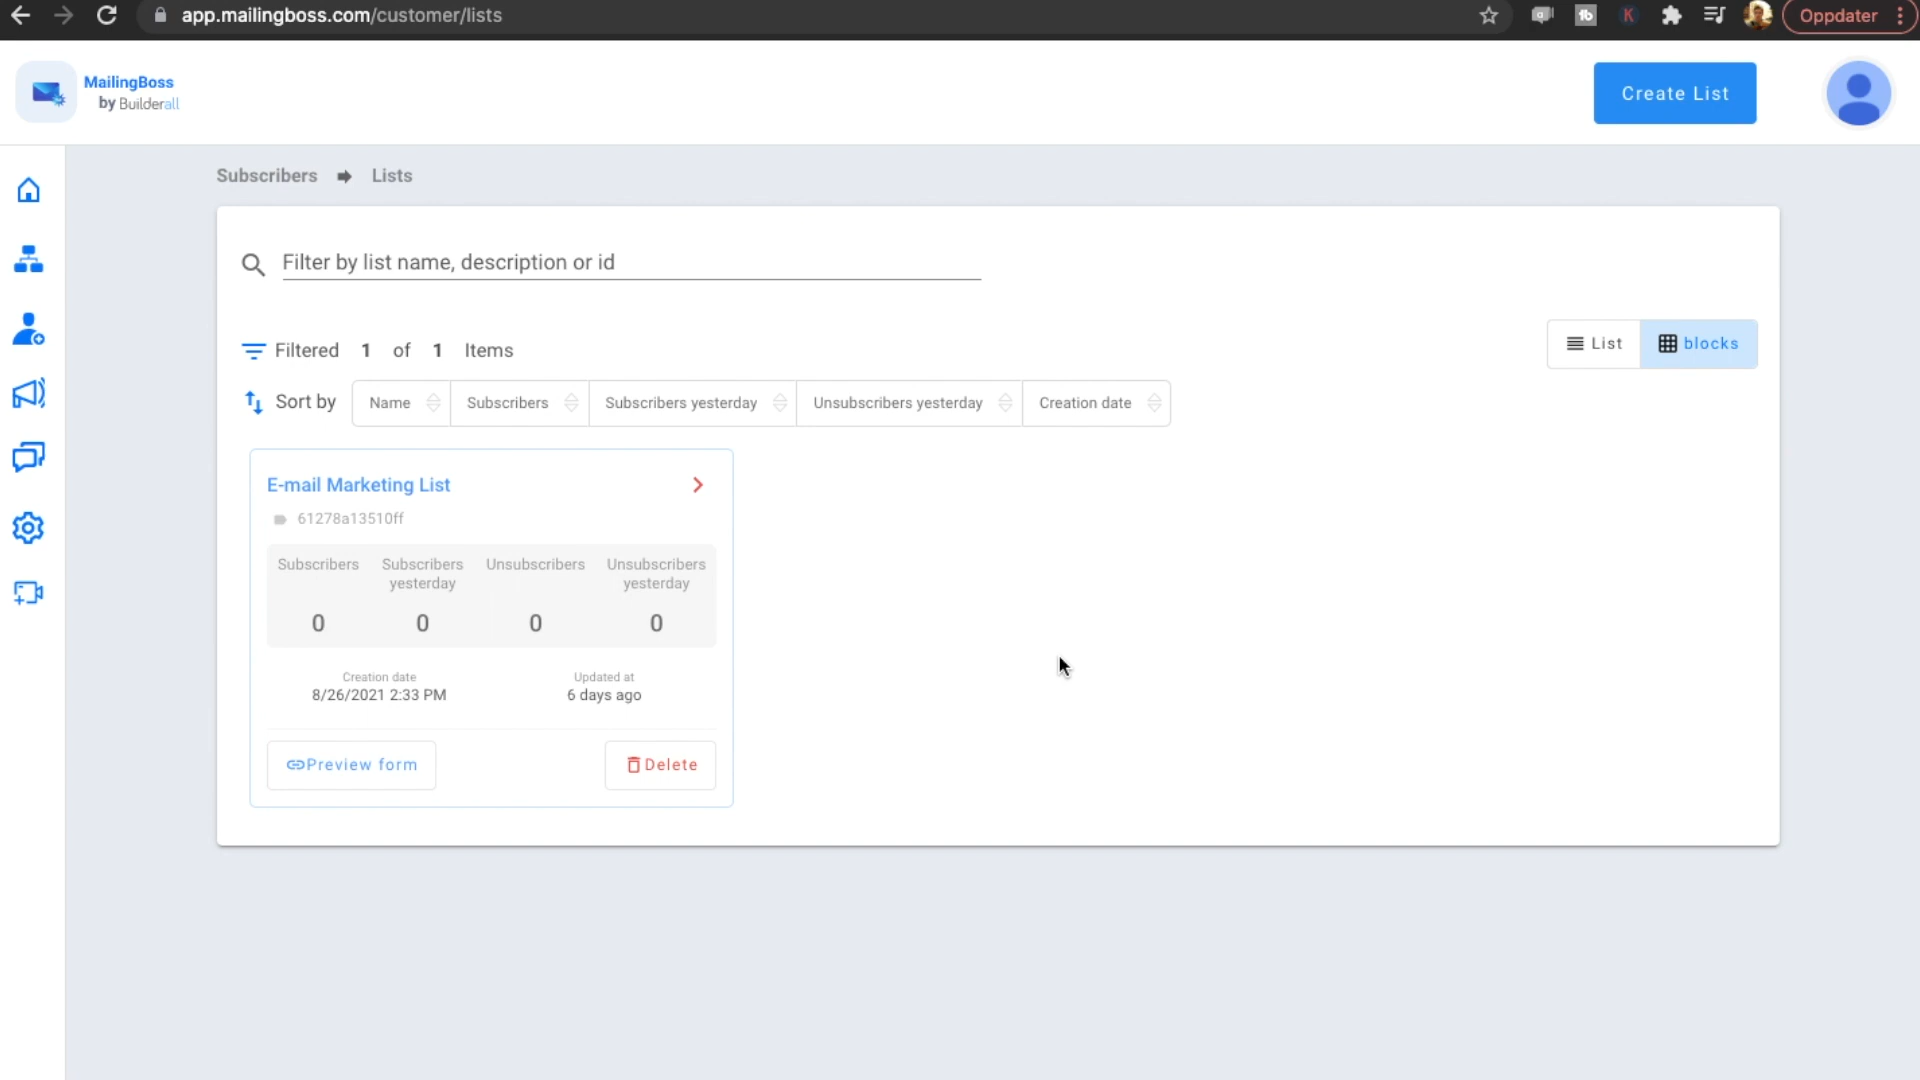 app.mailingboss.com/customer/lists
Oppdater
MailingBoss
by Builderall
Create List
Subscribers Lists
Filter by list name, description or id
Filtered 1 of 1 Items
List blocks
Sort by Name Subscribers Subscribers yesterday Unsubscribers yesterday Creation date
E-mail Marketing List
61278a13510ff
Subscribers Subscribers yesterday Unsubscribers Unsubscribers yesterday
0 0 0 0
Creation date Updated at
8/26/2021 2:33 PM 6 days ago
Preview form Delete